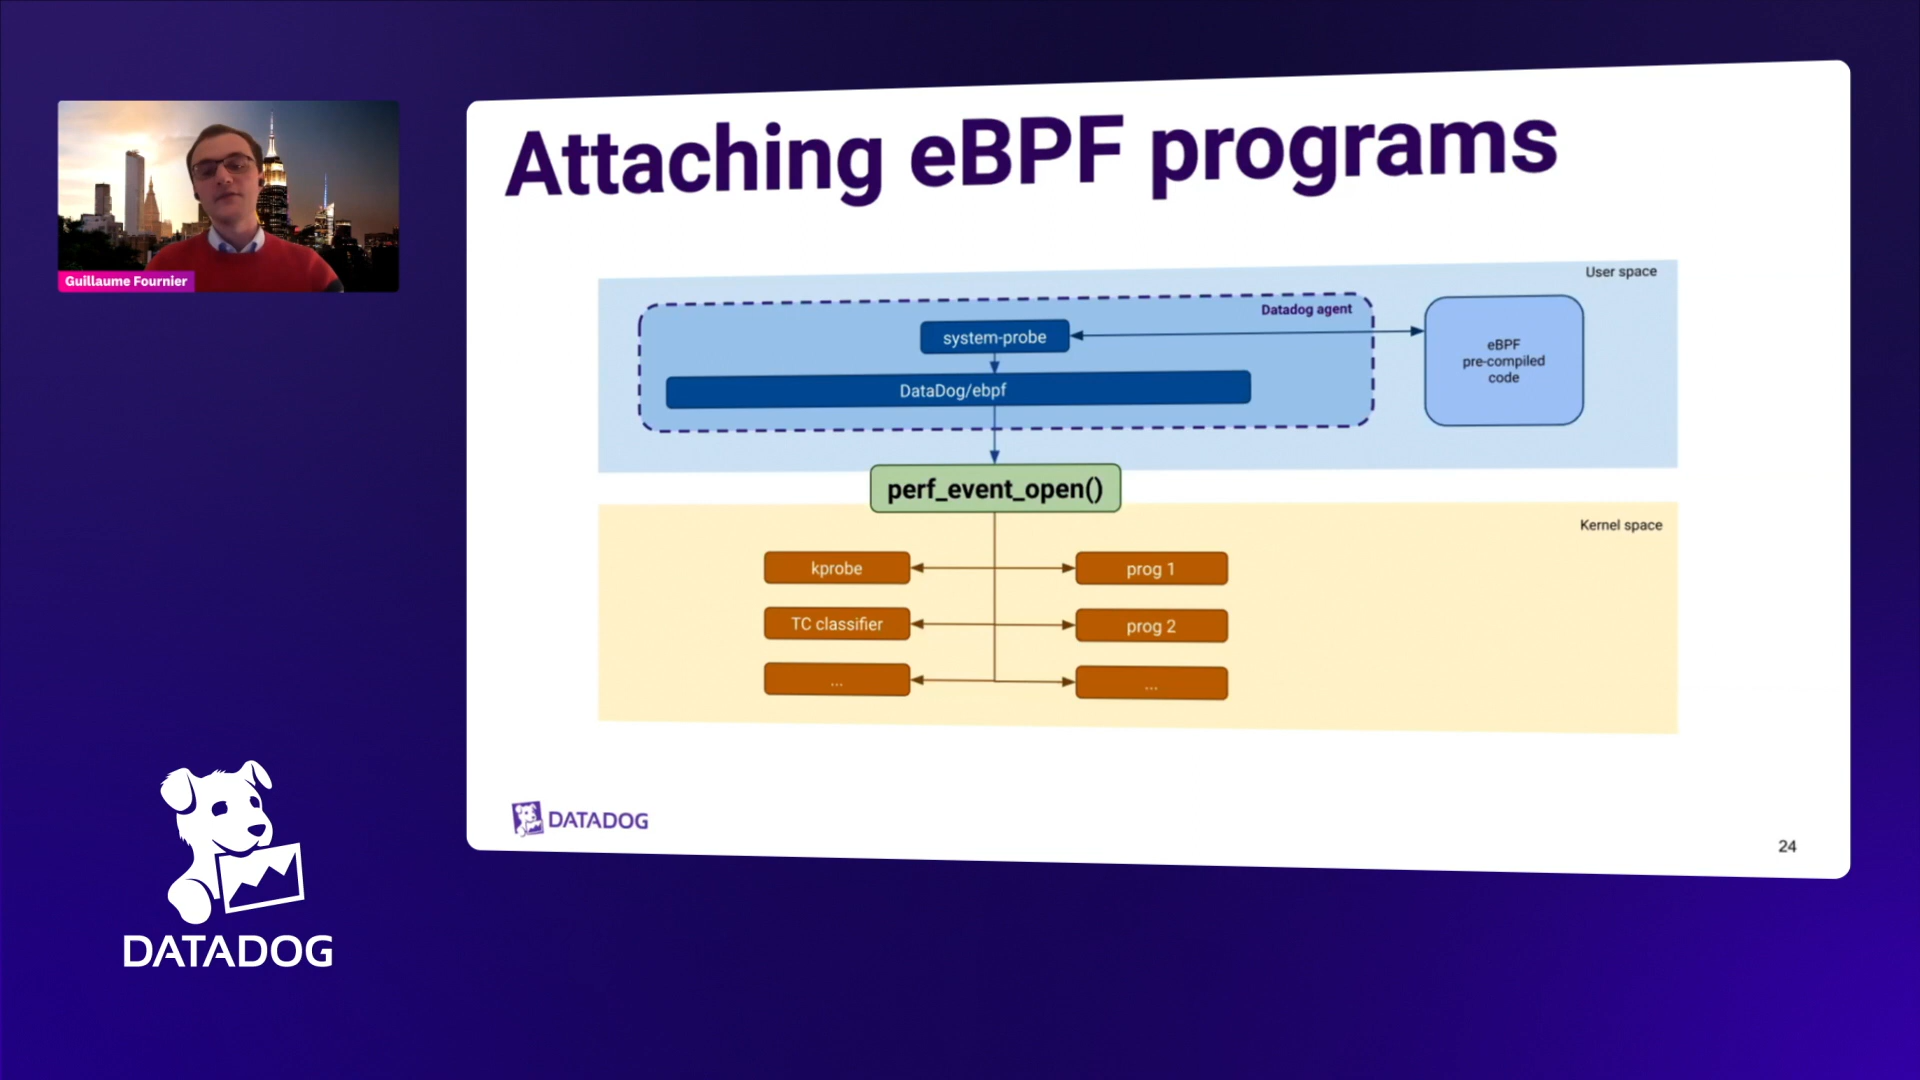 Attaching eBPF programs
Guillaume Fournier
User space
Datadog agent
system-probe
DataDog/ebpf
eBPF
pre-compiled
code
perf_event_open()
Kernel space
kprobe
prog 1
TC classifier
prog 2
...
...
DATADOG
24
DATADOG